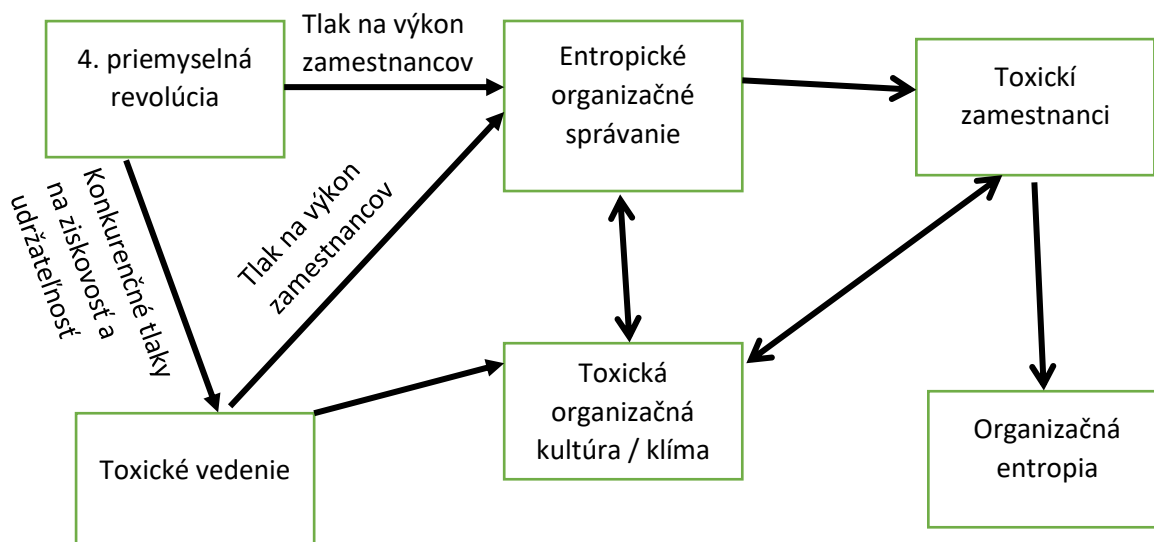 4. priemyselná
revolúcia
Tlak na výkon
zamestnancov
Entropické
organizačné
správanie
Toxickí
zamestnanci
Konkurenčné tlaky
na ziskovosť a
udržateľnosť
Tlak na výkon
zamestnancov
Toxické vedenie
Toxická
organizačná
kultúra / klíma
Organizačná
entropia